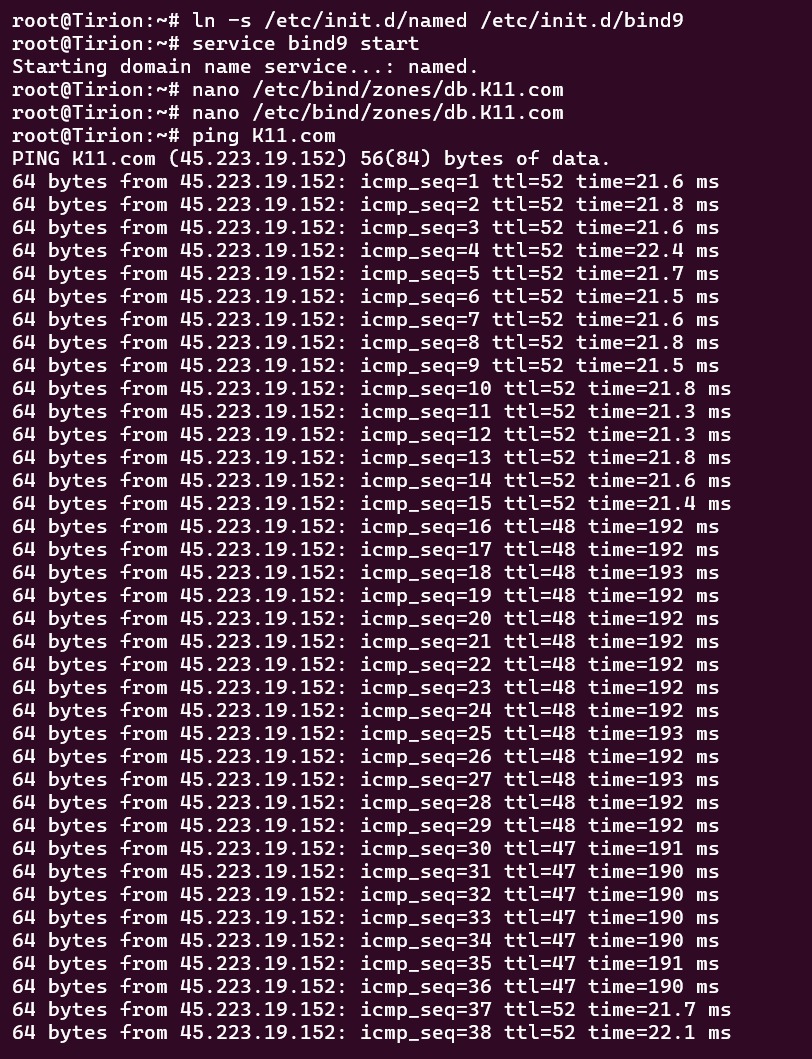 root@Tirion:~# ln -s /etc/init.d/named /etc/init.d/bind9
root@Tirion:~# service bind9 start
Starting domain name service...: named.
root@Tirion:~# nano /etc/bind/zones/db.K11.com
root@Tirion:~# nano /etc/bind/zones/db.K11.com
root@Tirion:~# ping K11.com
PING K11.com (45.223.19.152) 56(84) bytes of data.
64 bytes from 45.223.19.152: icmp_seq=1 ttl=52 time=21.6 ms
64 bytes from 45.223.19.152: icmp_seq=2 ttl=52 time=21.8 ms
64 bytes from 45.223.19.152: icmp_seq=3 ttl=52 time=21.6 ms
64 bytes from 45.223.19.152: icmp_seq=4 ttl=52 time=22.4 ms
64 bytes from 45.223.19.152: icmp_seq=5 ttl=52 time=21.7 ms
64 bytes from 45.223.19.152: icmp_seq=6 ttl=52 time=21.5 ms
64 bytes from 45.223.19.152: icmp_seq=7 ttl=52 time=21.6 ms
64 bytes from 45.223.19.152: icmp_seq=8 ttl=52 time=21.8 ms
64 bytes from 45.223.19.152: icmp_seq=9 ttl=52 time=21.5 ms
64 bytes from 45.223.19.152: icmp_seq=10 ttl=52 time=21.8 ms
64 bytes from 45.223.19.152: icmp_seq=11 ttl=52 time=21.3 ms
64 bytes from 45.223.19.152: icmp_seq=12 ttl=52 time=21.3 ms
64 bytes from 45.223.19.152: icmp_seq=13 ttl=52 time=21.8 ms
64 bytes from 45.223.19.152: icmp_seq=14 ttl=52 time=21.6 ms
64 bytes from 45.223.19.152: icmp_seq=15 ttl=52 time=21.4 ms
64 bytes from 45.223.19.152: icmp_seq=16 ttl=48 time=192 ms
64 bytes from 45.223.19.152: icmp_seq=17 ttl=48 time=192 ms
64 bytes from 45.223.19.152: icmp_seq=18 ttl=48 time=193 ms
64 bytes from 45.223.19.152: icmp_seq=19 ttl=48 time=192 ms
64 bytes from 45.223.19.152: icmp_seq=20 ttl=48 time=192 ms
64 bytes from 45.223.19.152: icmp_seq=21 ttl=48 time=192 ms
64 bytes from 45.223.19.152: icmp_seq=22 ttl=48 time=192 ms
64 bytes from 45.223.19.152: icmp_seq=23 ttl=48 time=192 ms
64 bytes from 45.223.19.152: icmp_seq=24 ttl=48 time=192 ms
64 bytes from 45.223.19.152: icmp_seq=25 ttl=48 time=193 ms
64 bytes from 45.223.19.152: icmp_seq=26 ttl=48 time=192 ms
64 bytes from 45.223.19.152: icmp_seq=27 ttl=48 time=193 ms
64 bytes from 45.223.19.152: icmp_seq=28 ttl=48 time=192 ms
64 bytes from 45.223.19.152: icmp_seq=29 ttl=48 time=192 ms
64 bytes from 45.223.19.152: icmp_seq=30 ttl=47 time=191 ms
64 bytes from 45.223.19.152: icmp_seq=31 ttl=47 time=190 ms
64 bytes from 45.223.19.152: icmp_seq=32 ttl=47 time=190 ms
64 bytes from 45.223.19.152: icmp_seq=33 ttl=47 time=190 ms
64 bytes from 45.223.19.152: icmp_seq=34 ttl=47 time=190 ms
64 bytes from 45.223.19.152: icmp_seq=35 ttl=47 time=191 ms
64 bytes from 45.223.19.152: icmp_seq=36 ttl=47 time=190 ms
64 bytes from 45.223.19.152: icmp_seq=37 ttl=52 time=21.7 ms
64 bytes from 45.223.19.152: icmp_seq=38 ttl=52 time=22.1 ms